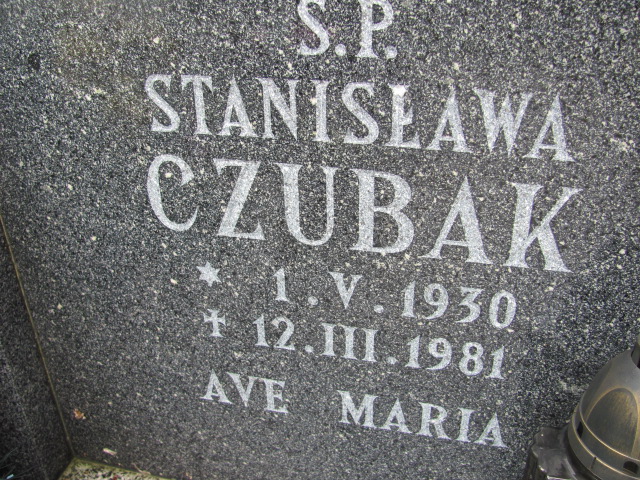 S.P.
STANISŁAWA
CZUBAK
* 1.V.1930
✝ 12.III.1981
AVE MARIA